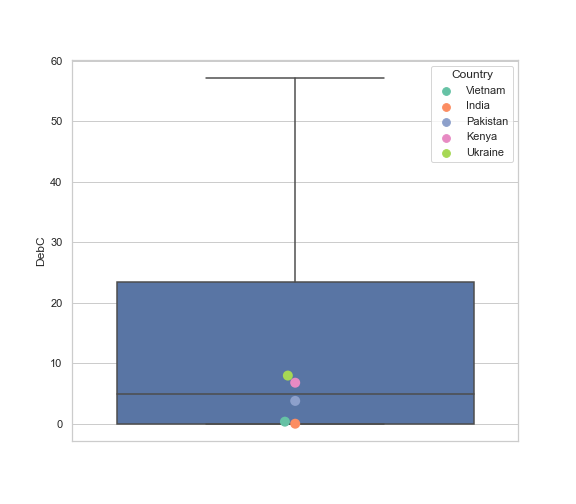 60
50
40
30
20
10
0
DebC
Country
Vietnam
India
Pakistan
Kenya
Ukraine